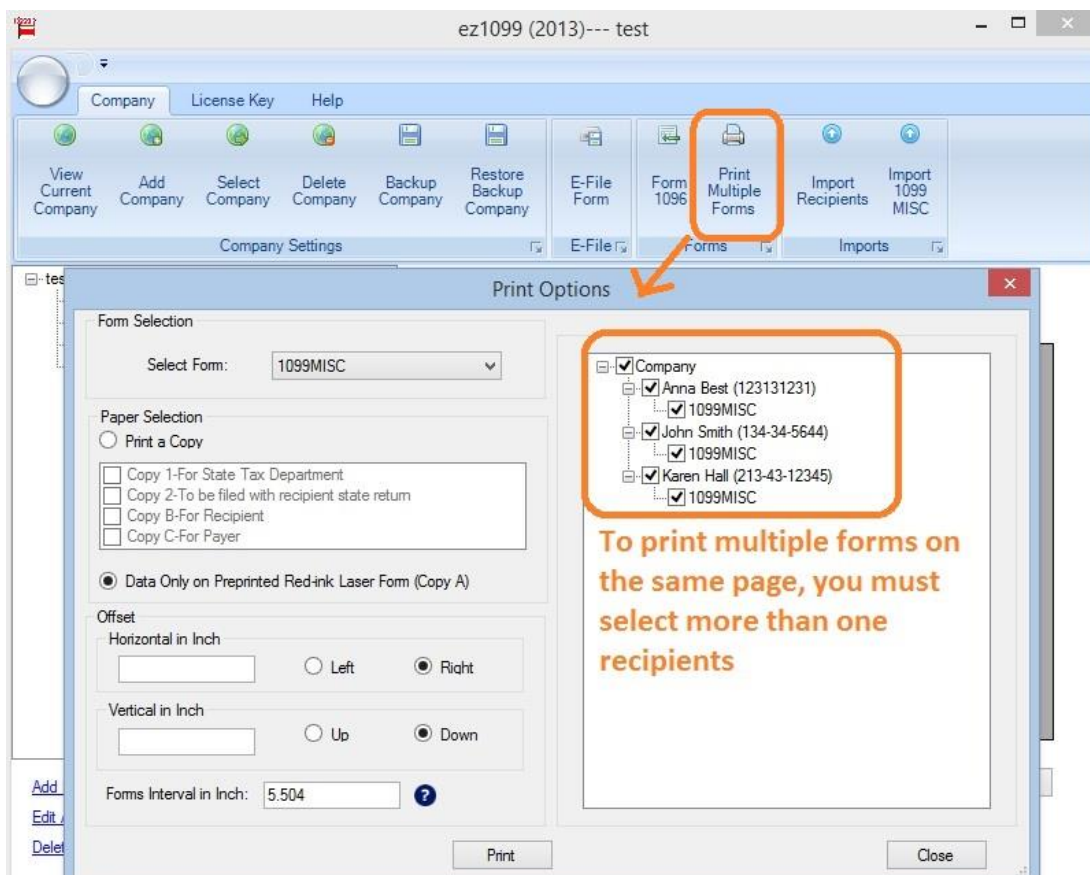 ez1099 (2013)--- test
Company License Key Help
View Current Company
Add Company
Select Company
Delete Company
Backup Company
Restore Backup Company
E-File Form
Form 1096
Print Multiple Forms
Import Recipients
Import 1099 MISC
Company Settings E-File Forms Imports
tes
Print Options
Form Selection
Select Form: 1099MISC
Paper Selection
Print a Copy
Copy 1-For State Tax Department
Copy 2-To be filed with recipient state return
Copy B-For Recipient
Copy C-For Payer
Data Only on Preprinted Red-ink Laser Form (Copy A)
Offset
Horizontal in Inch
Left Right
Vertical in Inch
Up Down
Forms Interval in Inch: 5.504 ?
Print
Company
Anna Best (123131231)
1099MISC
John Smith (134-34-5644)
1099MISC
Karen Hall (213-43-12345)
1099MISC
To print multiple forms on
the same page, you must
select more than one
recipients
Close
Add
Edit
Delet